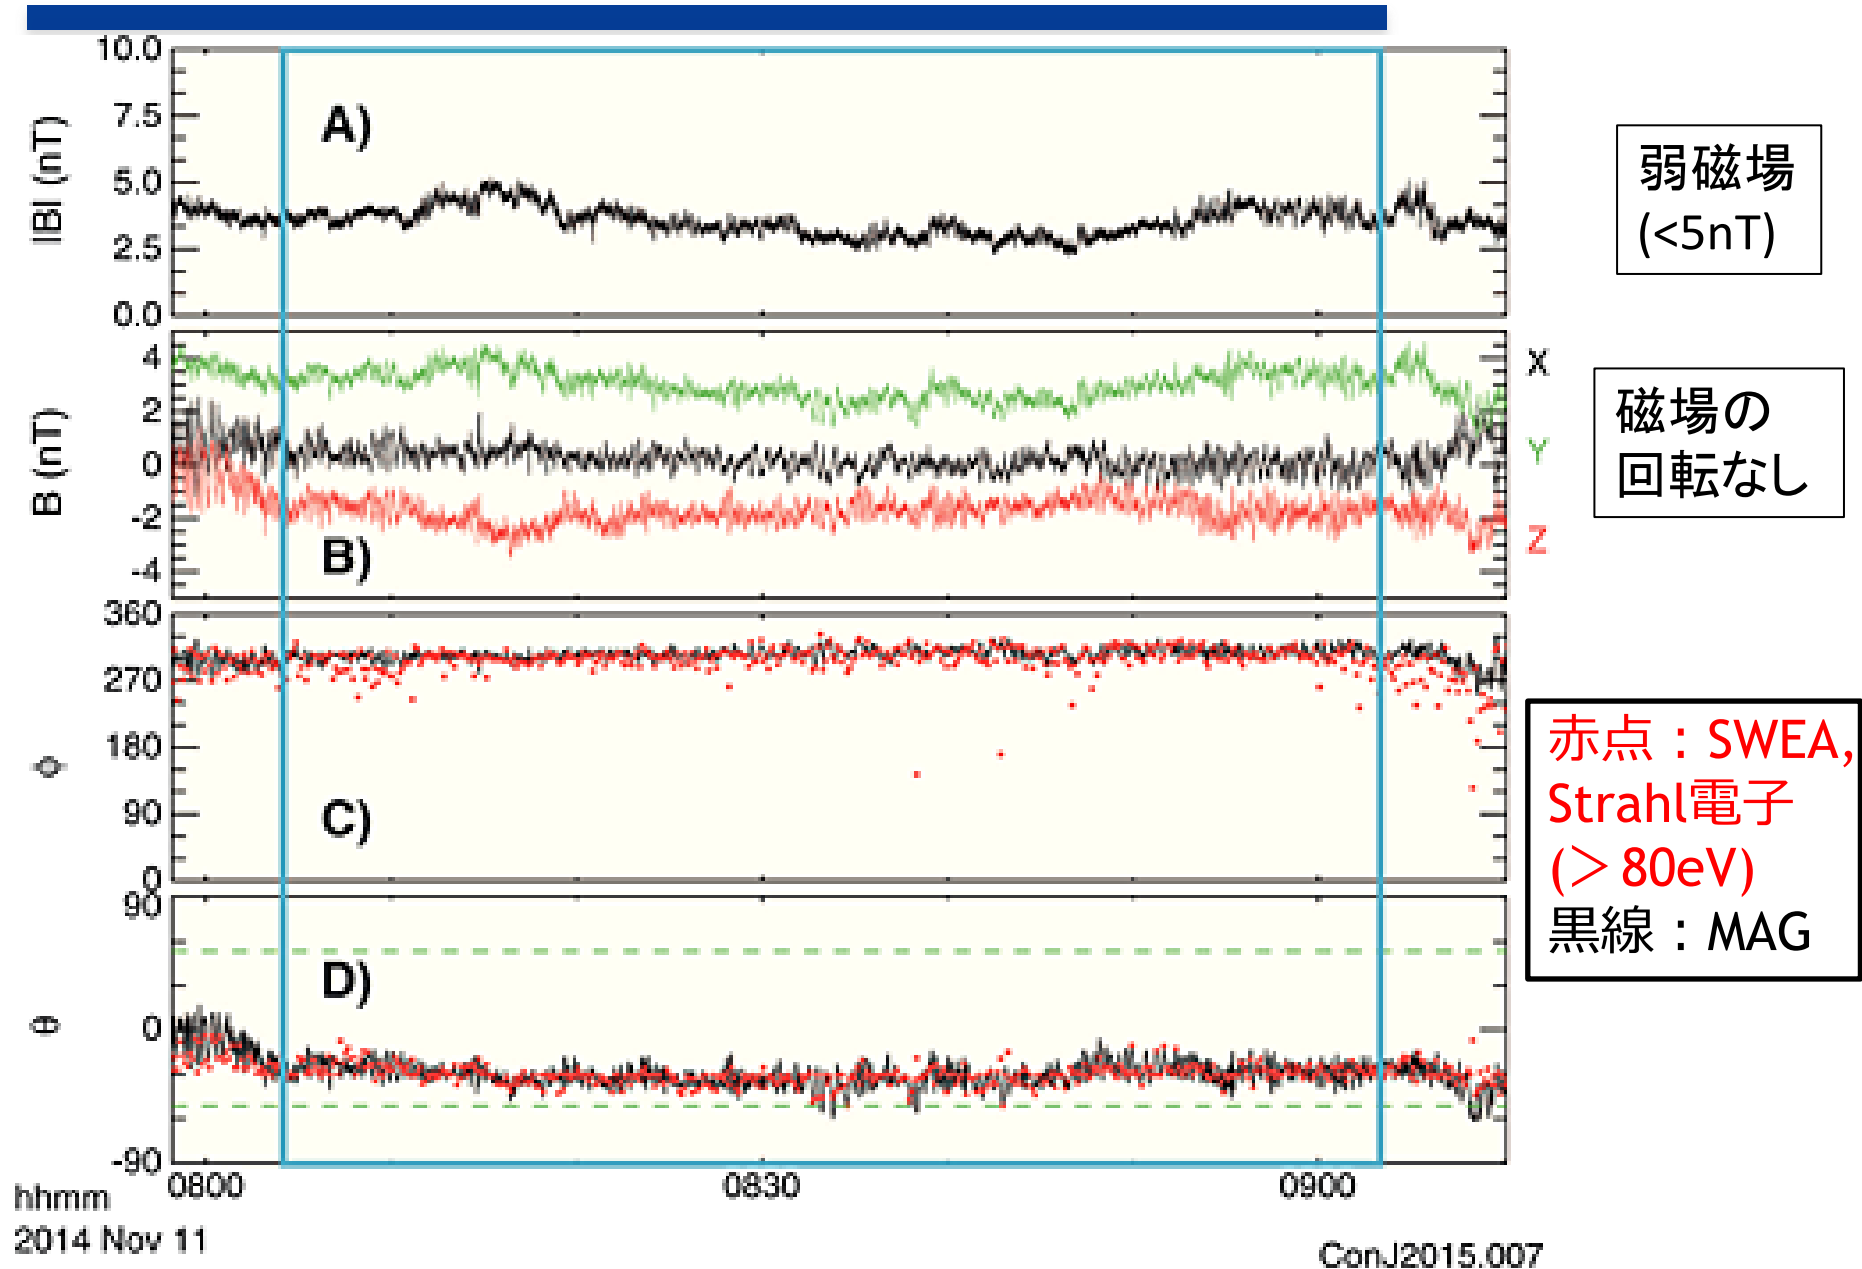 10.0
7.5
5.0
2.5
0.0
|B| (nT)
A)
弱磁場
(<5nT)
4
2
0
-2
-4
B (nT)
B)
X
Y
Z
磁場の
回転なし
360
270
180
90
0
ϕ
C)
赤点：SWEA,
Strahl電子
(＞80eV)
黒線：MAG
90
0
-90
θ
D)
0800
0830
0900
hhmm
2014 Nov 11
ConJ2015.007